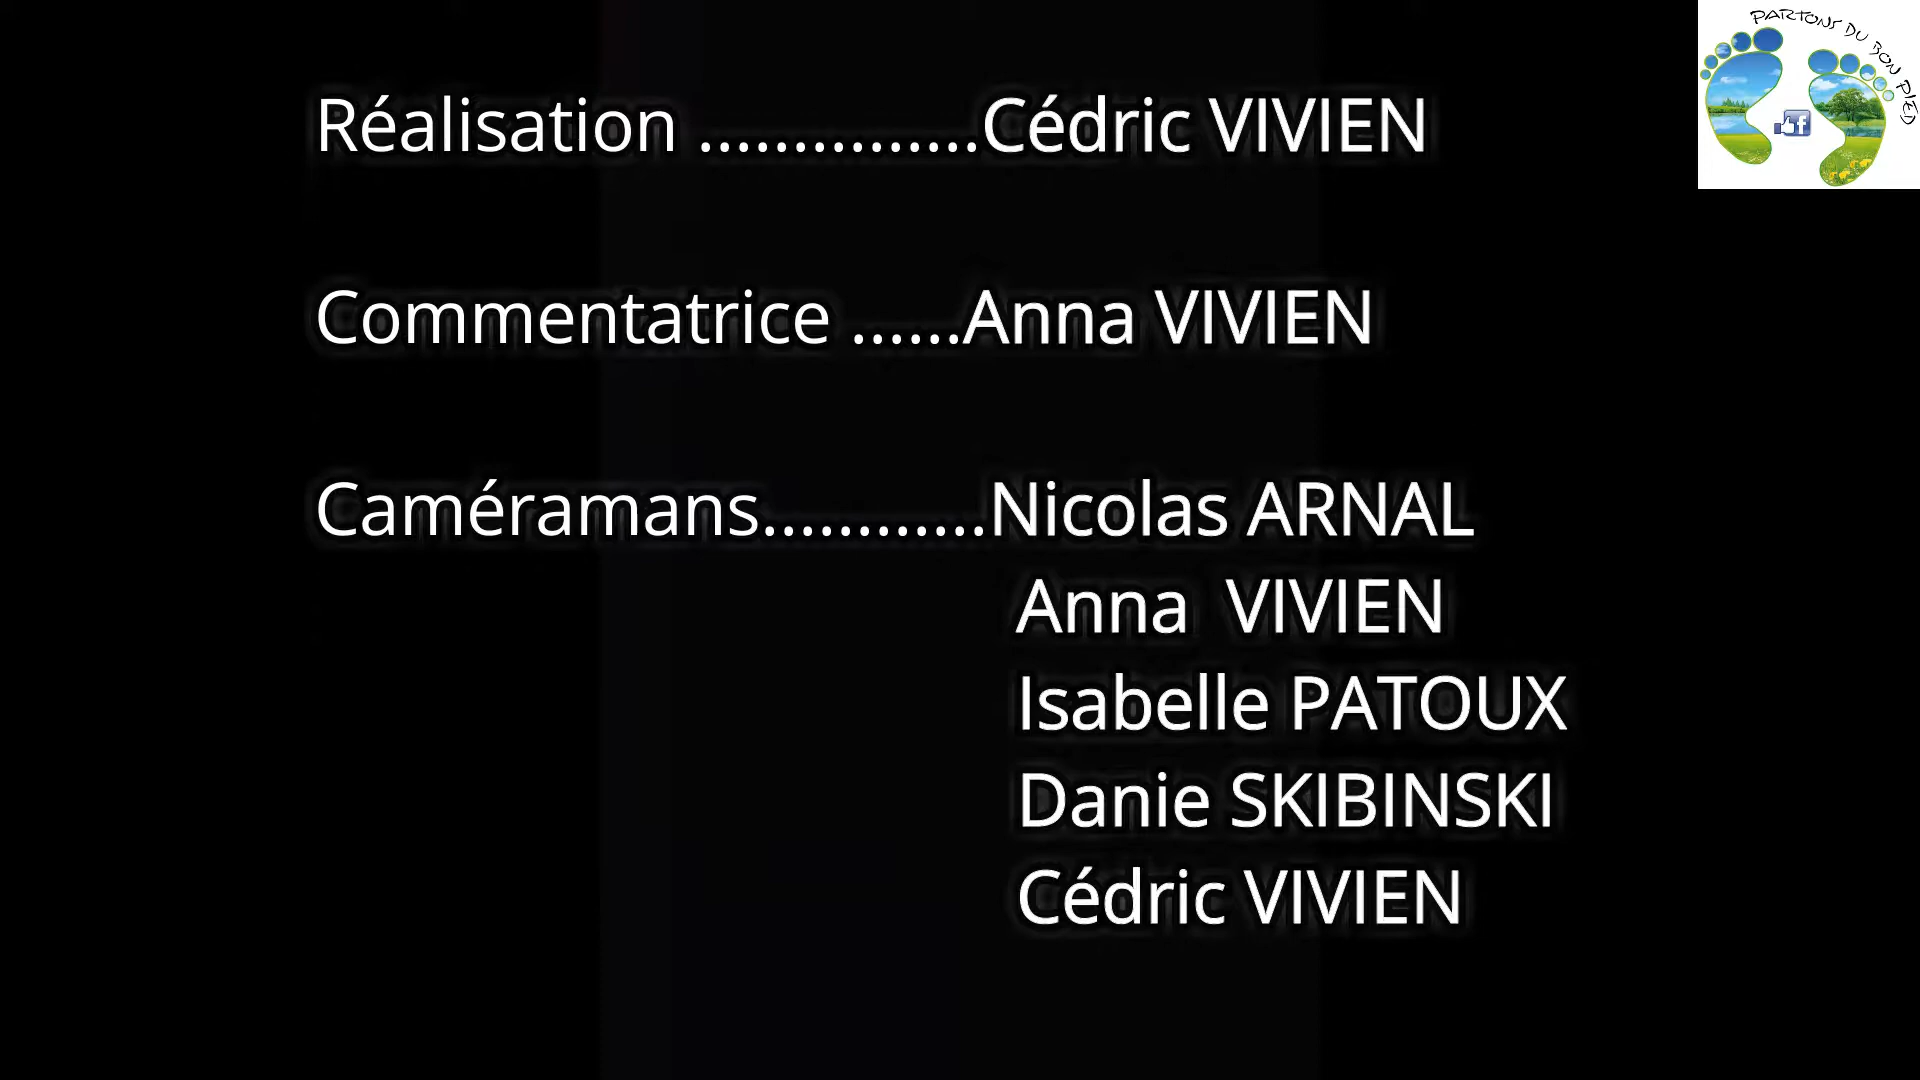 PARTONS DU BON PIED
Réalisation ...............Cédric VIVIEN
Commentatrice ......Anna VIVIEN
Caméramans............Nicolas ARNAL
Anna  VIVIEN
Isabelle PATOUX
Danie SKIBINSKI
Cédric VIVIEN